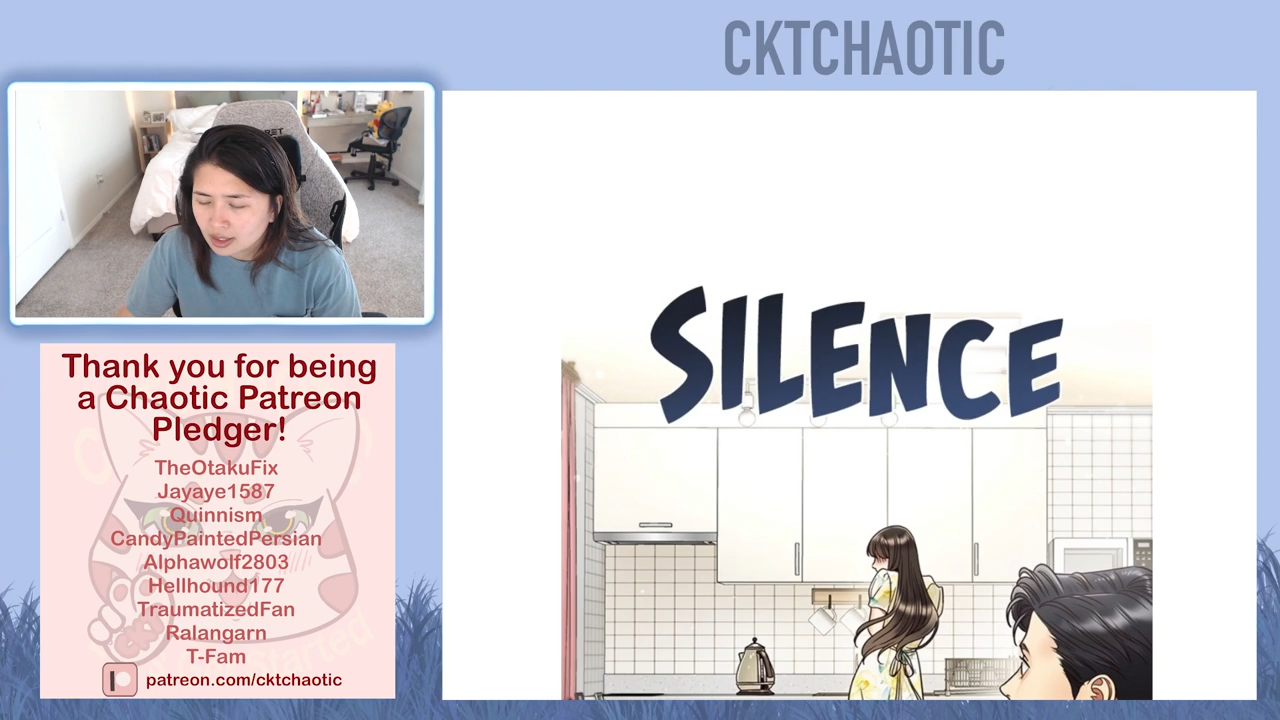 CKTCHAOTIC
Thank you for being
a Chaotic Patreon
Pledger!
TheOtakuFix
Jayaye1587
Quinnism
CandyPaintedPersian
Alphawolf2803
Hellhound177
TraumatizedFan
Ralangarn
T-Fam
patreon.com/cktchaotic
SILENCE